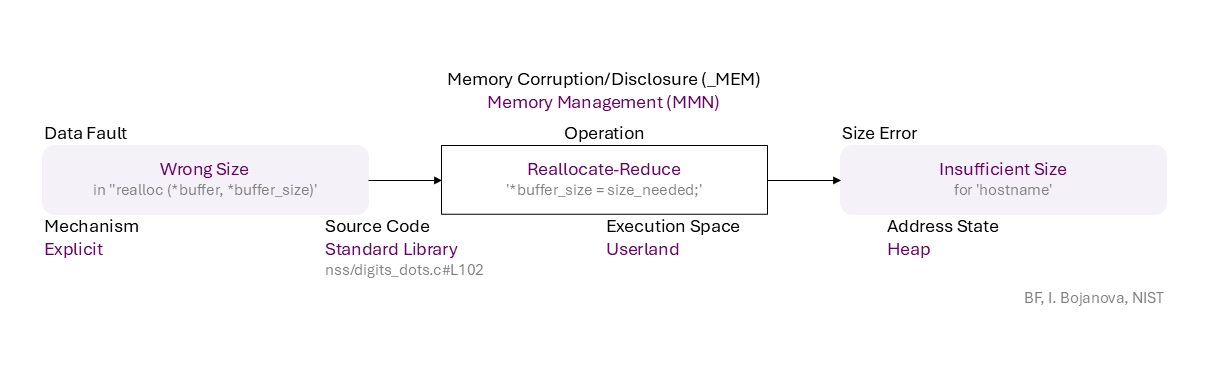 Memory Corruption/Disclosure (_MEM)
Memory Management (MMN)
Data Fault
Operation
Size Error
Wrong Size
in "realloc (*buffer, *buffer_size)'
Reallocate-Reduce
'*buffer_size = size_needed;'
Insufficient Size
for 'hostname'
Mechanism
Explicit
Source Code
Standard Library
nss/digits_dots.c#L102
Execution Space
Userland
Address State
Heap
BF, I. Bojanova, NIST